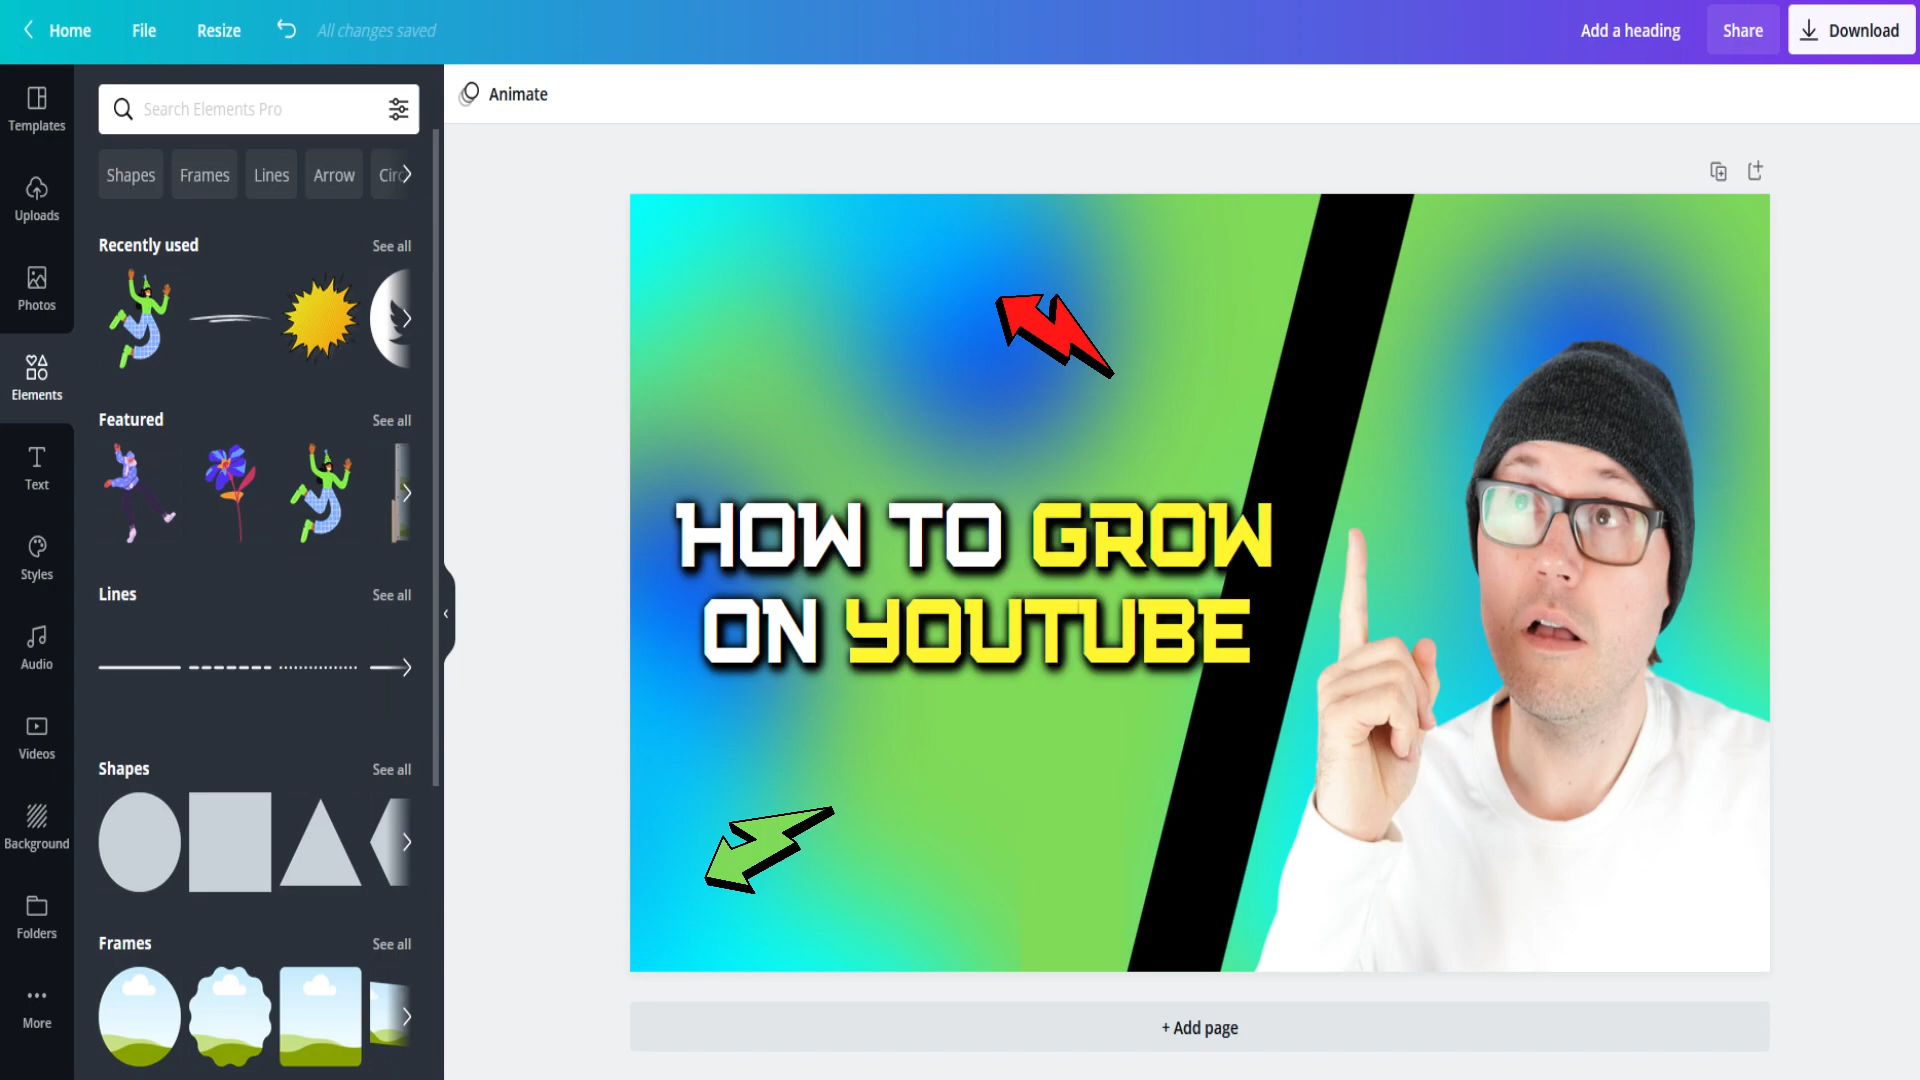 Home File Resize All changes saved Add a heading Share Download
Templates
Uploads
Photos
Elements
Text
Styles
Audio
Videos
Background
Folders
More
Search Elements Pro
Shapes Frames Lines Arrow Circ
Recently used See all
Featured See all
Lines See all
Shapes See all
Frames See all
Animate
HOW TO GROW
ON YOUTUBE
+ Add page